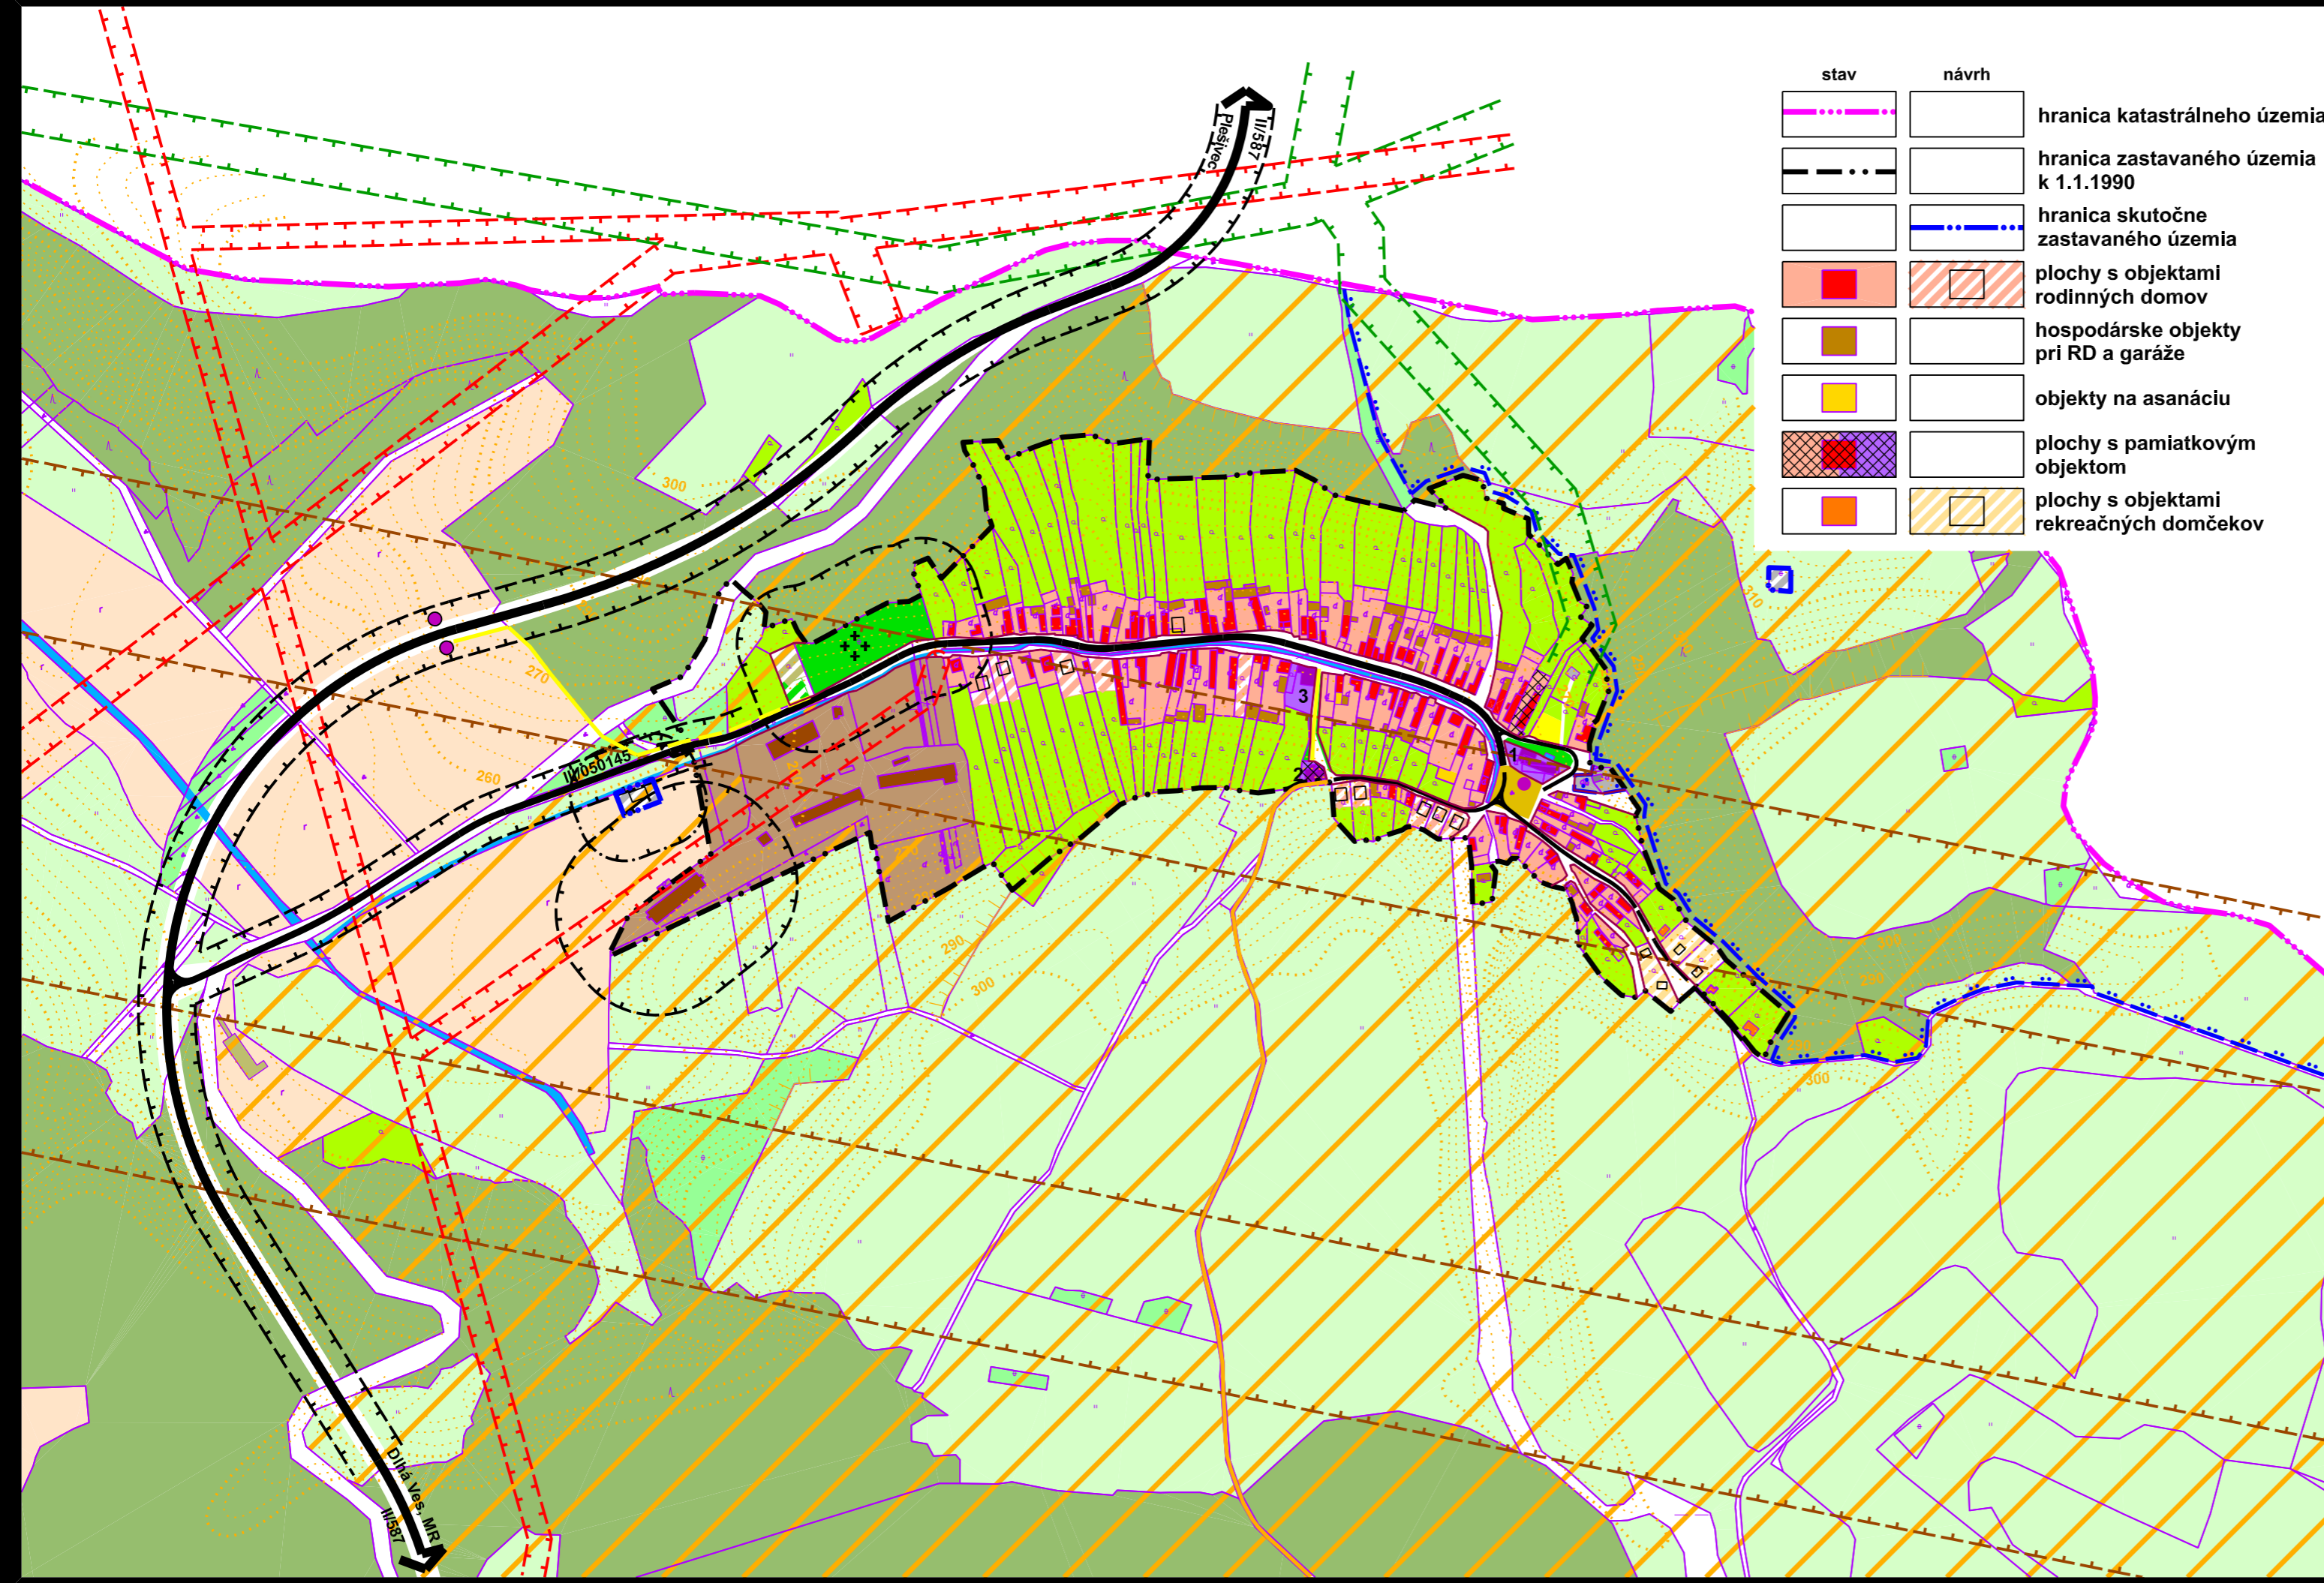 stav návrh
hranica katastrálneho územia
hranica zastavaného územia
k 1.1.1990
hranica skutočne
zastavaného územia
plochy s objektami
rodinných domov
hospodárske objekty
pri RD a garáže
objekty na asanáciu
plochy s pamiatkovým
objektom
plochy s objektami
rekreačných domčekov
Plešivec
II/587
300
310
270
260
III/050145
3
1
2
290
300
300
290
290
300
Dlhá Ves, MR
II/587